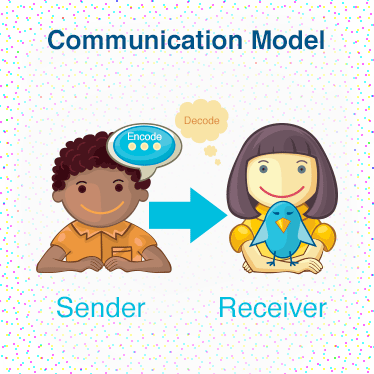 Communication Model
Decode
Encode
Sender
Receiver